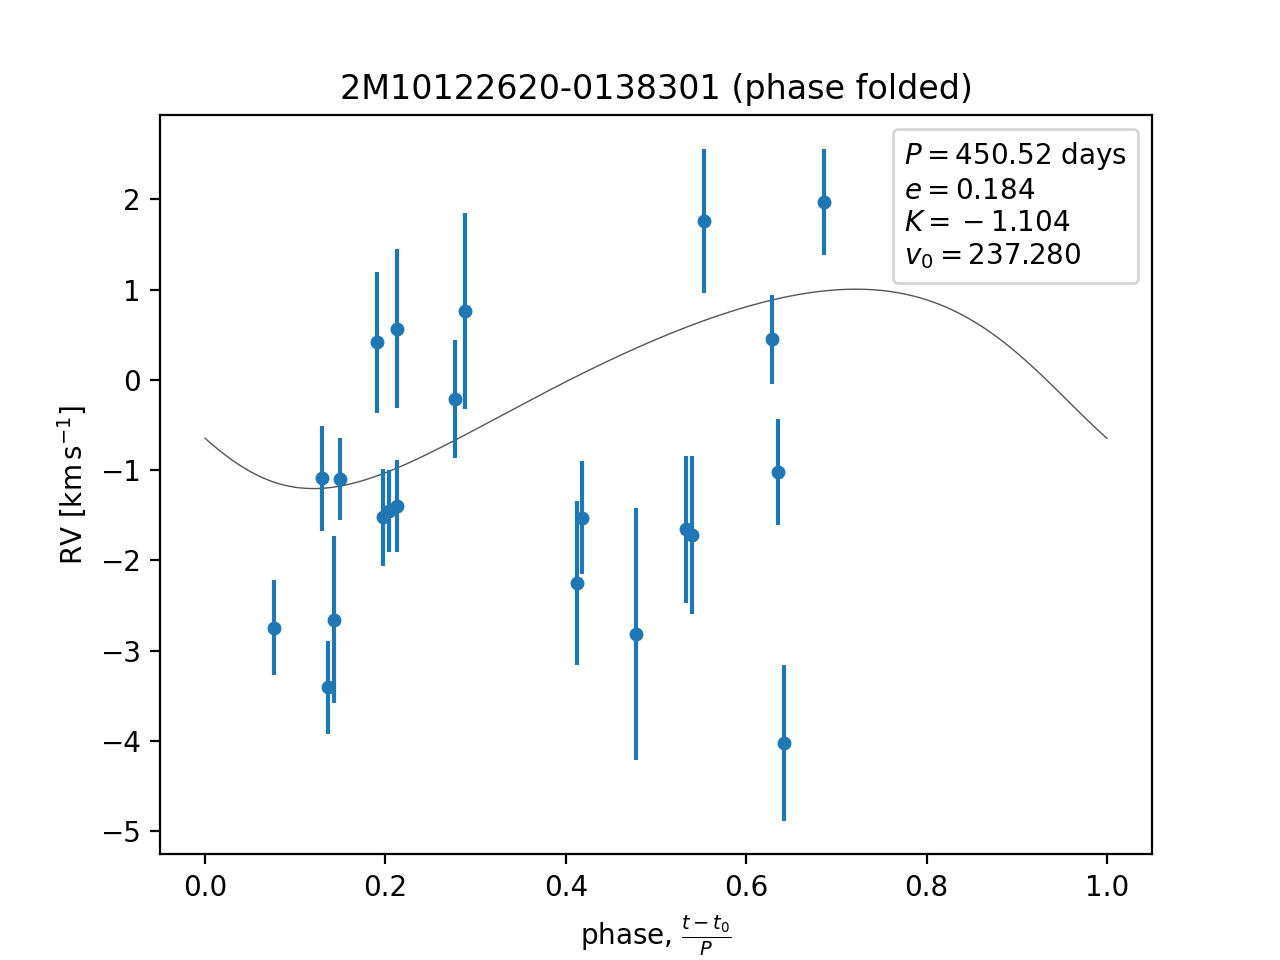 2M10122620-0138301 (phase folded)
P = 450.52 days
e = 0.184
K = −1.104
v₀ = 237.280
RV [km s⁻¹]
2
1
0
−1
−2
−3
−4
−5
0.0 0.2 0.4 0.6 0.8 1.0
phase, (t − t₀)/P